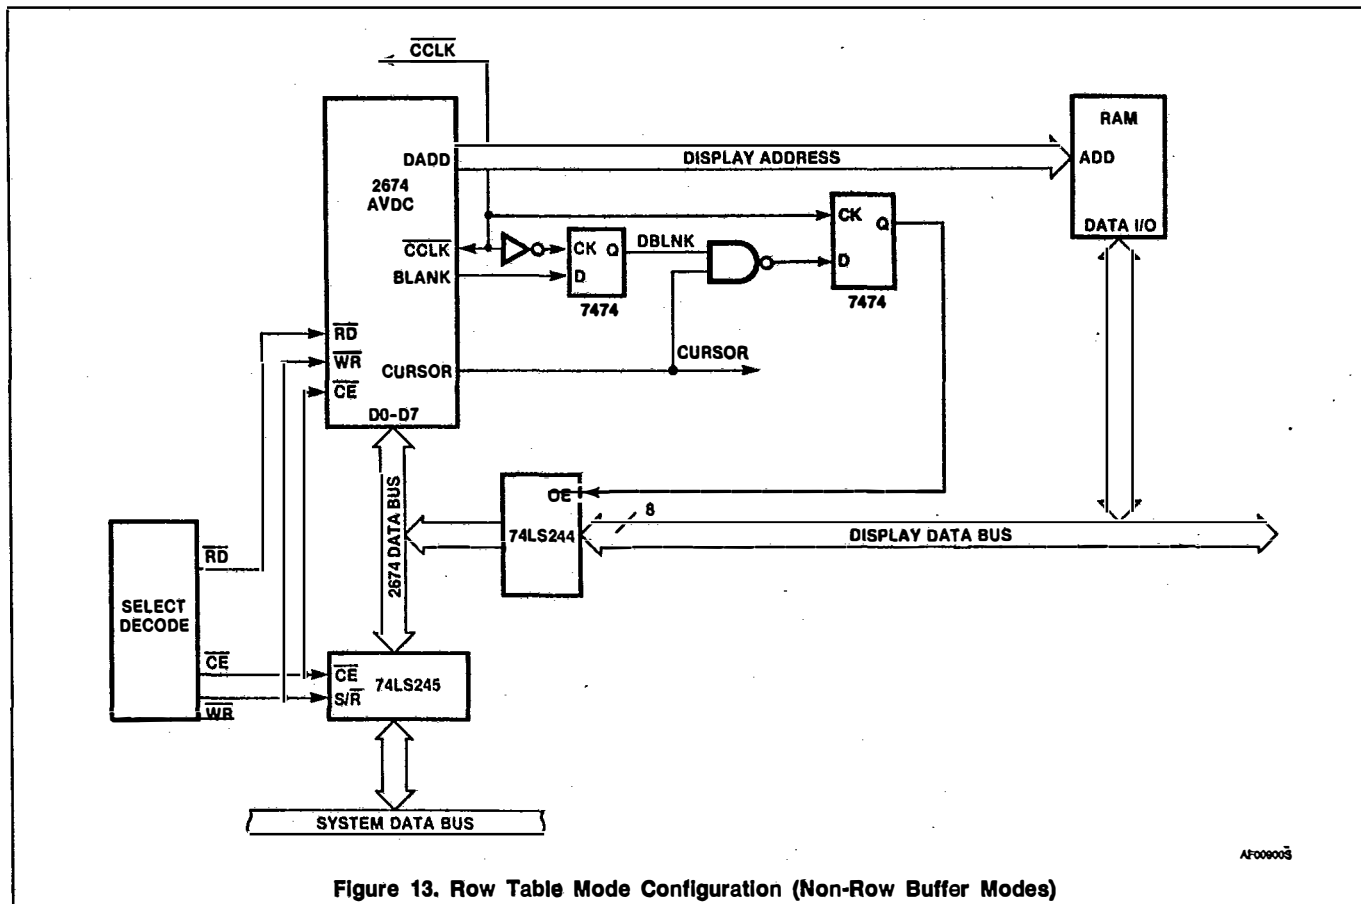 CCLK
RAM
DADD
DISPLAY ADDRESS
ADD
2674
AVDC
CK Q
DATA I/O
CCLK
CK Q
DBLNK
D
BLANK
D
7474
7474
RD
WR
CURSOR
CURSOR
CE
D0-D7
2674 DATA BUS
OE
8
74LS244
DISPLAY DATA BUS
RD
SELECT
DECODE
CE
CE
74LS245
S/R
WR
SYSTEM DATA BUS
AF00900S
Figure 13. Row Table Mode Configuration (Non-Row Buffer Modes)